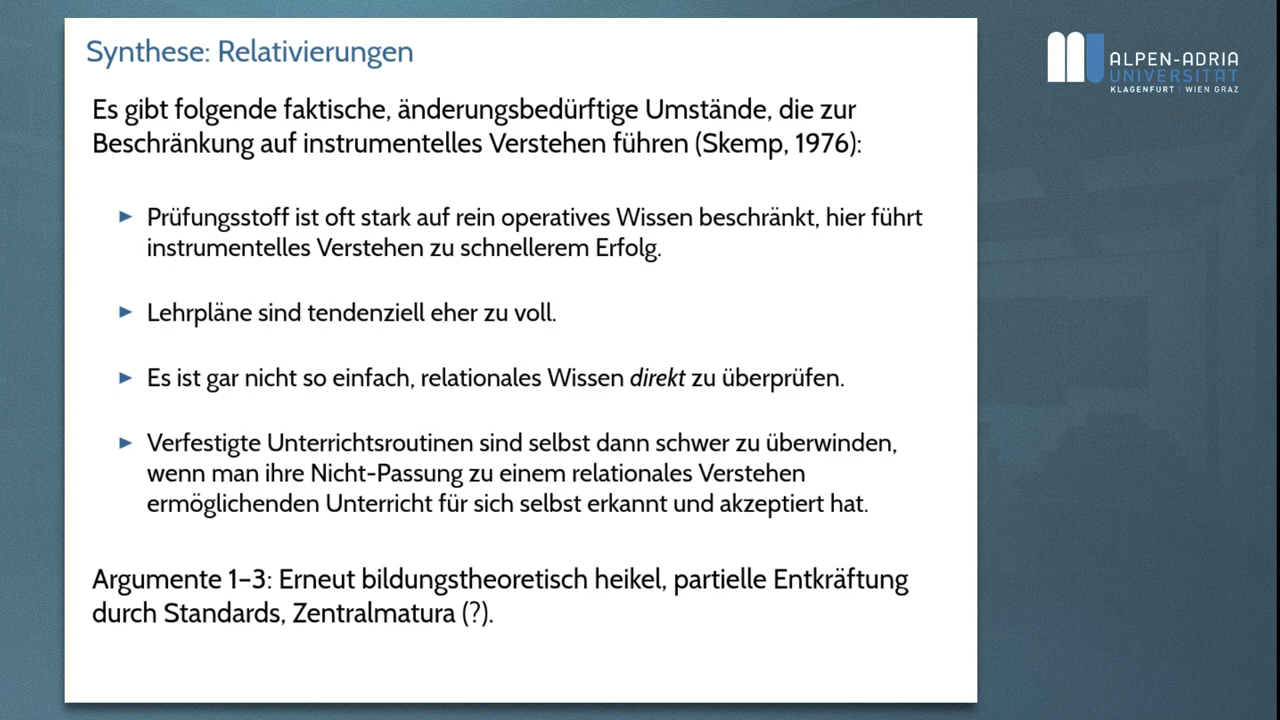 Synthese: Relativierungen
Es gibt folgende faktische, änderungsbedürftige Umstände, die zur
Beschränkung auf instrumentelles Verstehen führen (Skemp, 1976):
▶ Prüfungsstoff ist oft stark auf rein operatives Wissen beschränkt, hier führt
instrumentelles Verstehen zu schnellerem Erfolg.
▶ Lehrpläne sind tendenziell eher zu voll.
▶ Es ist gar nicht so einfach, relationales Wissen direkt zu überprüfen.
▶ Verfestigte Unterrichtsroutinen sind selbst dann schwer zu überwinden,
wenn man ihre Nicht-Passung zu einem relationales Verstehen
ermöglichenden Unterricht für sich selbst erkannt und akzeptiert hat.
Argumente 1–3: Erneut bildungstheoretisch heikel, partielle Entkräftung
durch Standards, Zentralmatura (?).
ALPEN-ADRIA
UNIVERSITÄT
KLAGENFURT | WIEN GRAZ